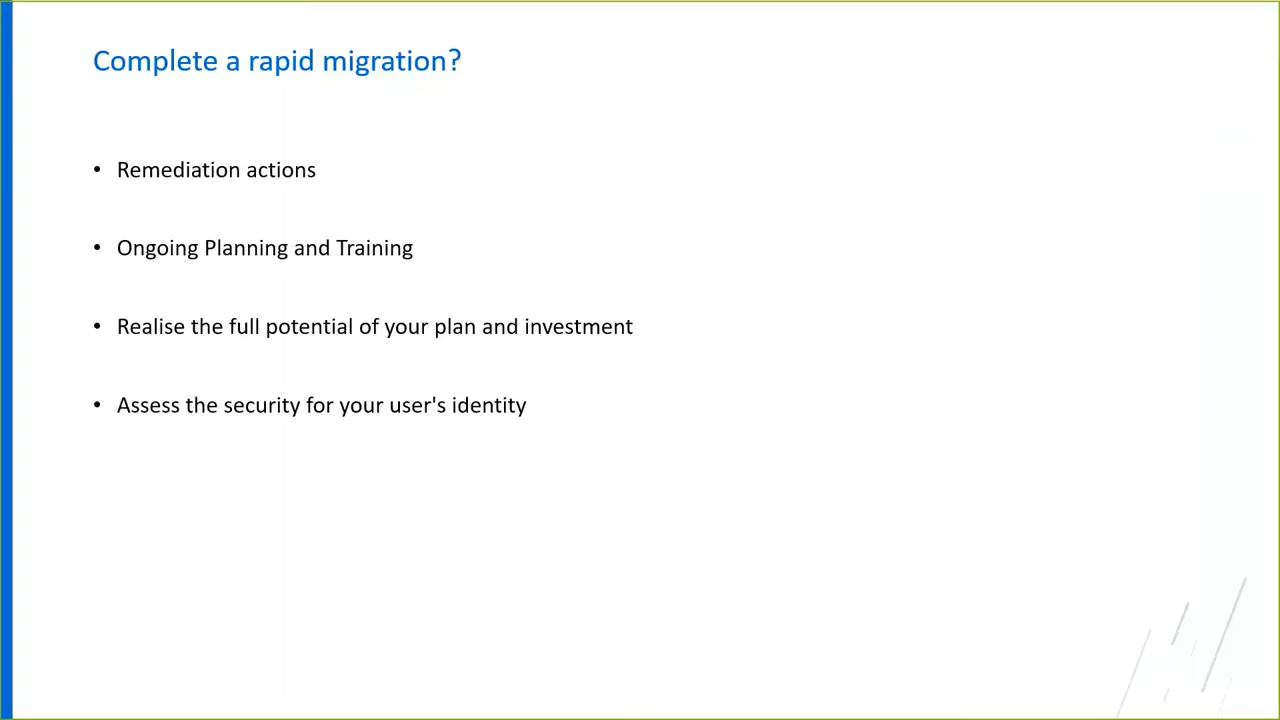 Complete a rapid migration?
• Remediation actions
• Ongoing Planning and Training
• Realise the full potential of your plan and investment
• Assess the security for your user's identity